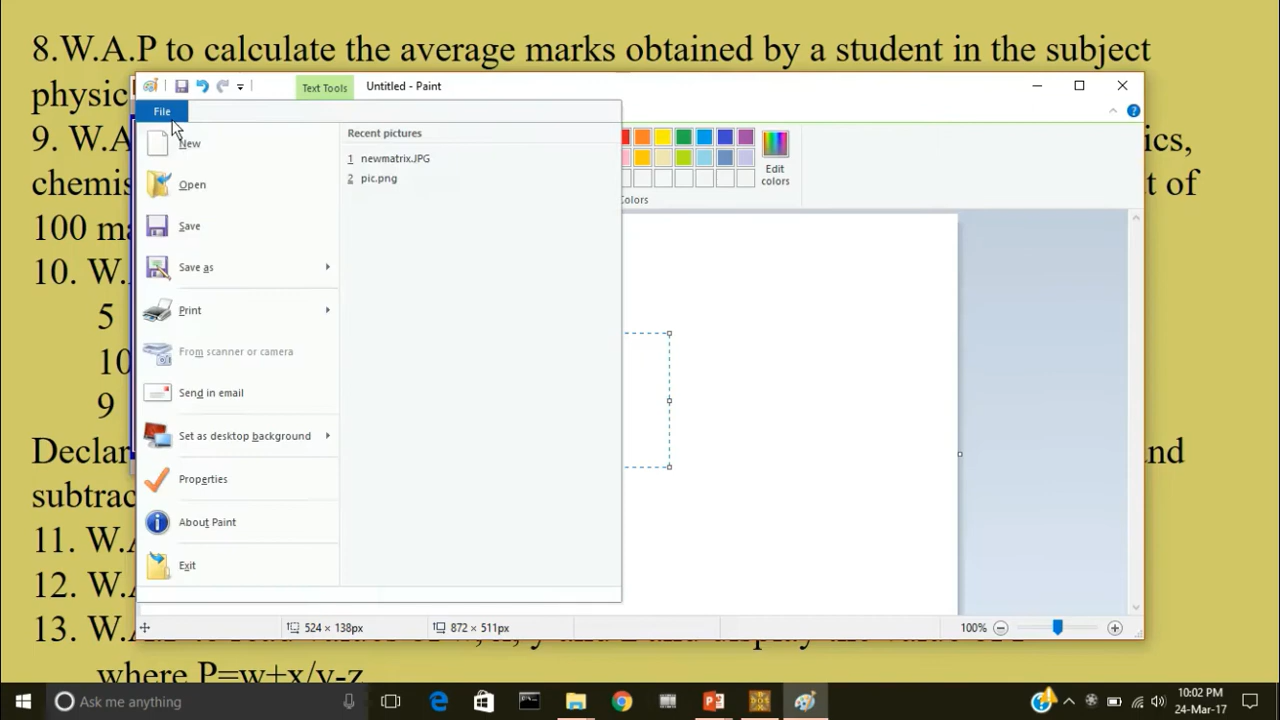 8.W.A.P to calculate the average marks obtained by a student in the subject
physic
Text Tools
Untitled - Paint
File
9. W.A
ics,
New
Recent pictures
1 newmatrix.JPG
2 pic.png
Edit colors
Colors
chemis
t of
Open
100 ma
Save
10. W.
Save as
5
Print
10
From scanner or camera
9
Send in email
Declar
nd
Set as desktop background
subtrac
Properties
11. W.A
About Paint
12. W.A
Exit
13. W.A.P
where P=w+x/y-z
524 × 138px
872 × 511px
100%
Ask me anything
10:02 PM
24-Mar-17